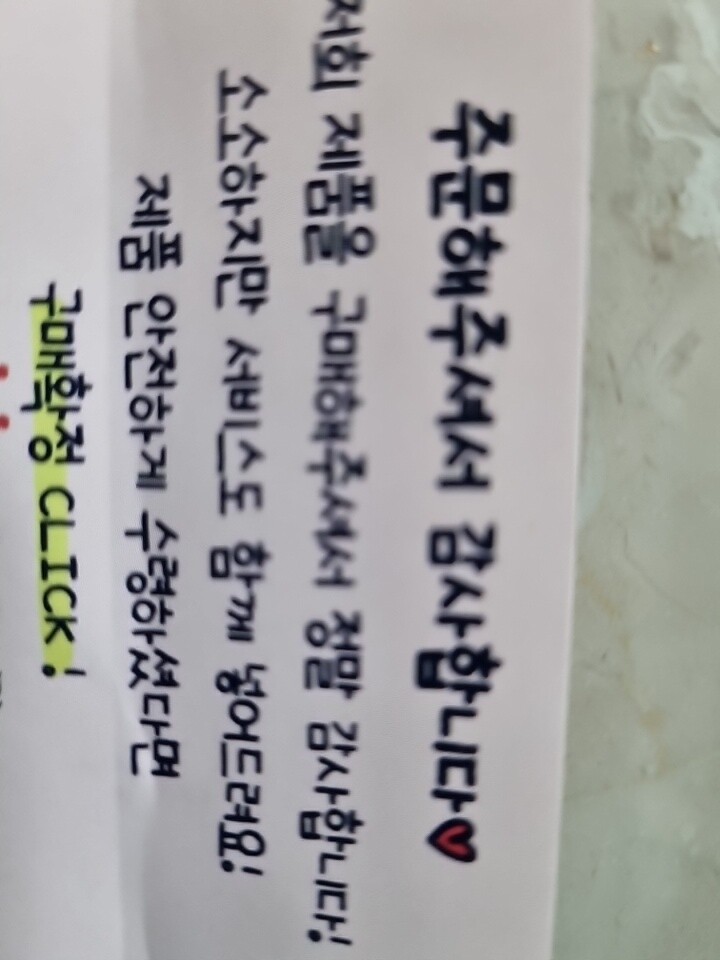 주문해주셔서 감사합니다♥
저희 제품을 구매해주셔서 정말 감사합니다!
소소하지만 서비스도 함께 넣어드려요!
제품 안전하게 수령하셨다면
구매확정 CLICK!